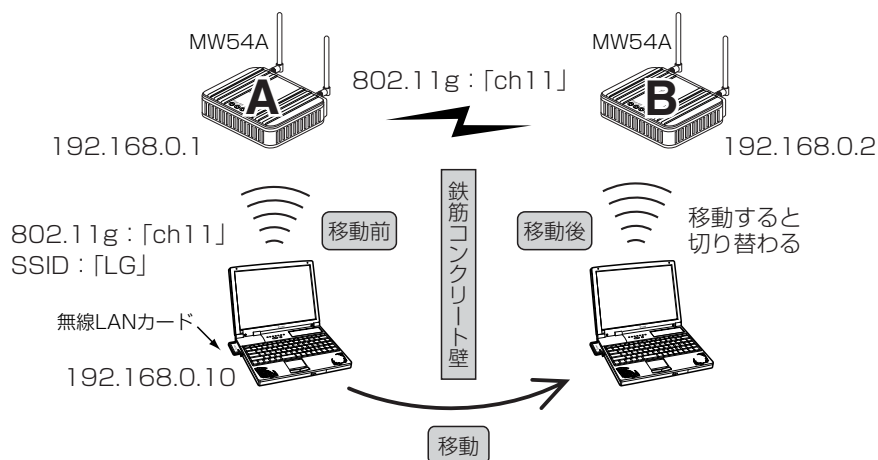 MW54A
MW54A
802.11g：「ch11」
A
B
192.168.0.1
192.168.0.2
鉄筋コンクリート壁
移動前
移動後
移動すると
切り替わる
802.11g：「ch11」
SSID：「LG」
無線LANカード
192.168.0.10
移動